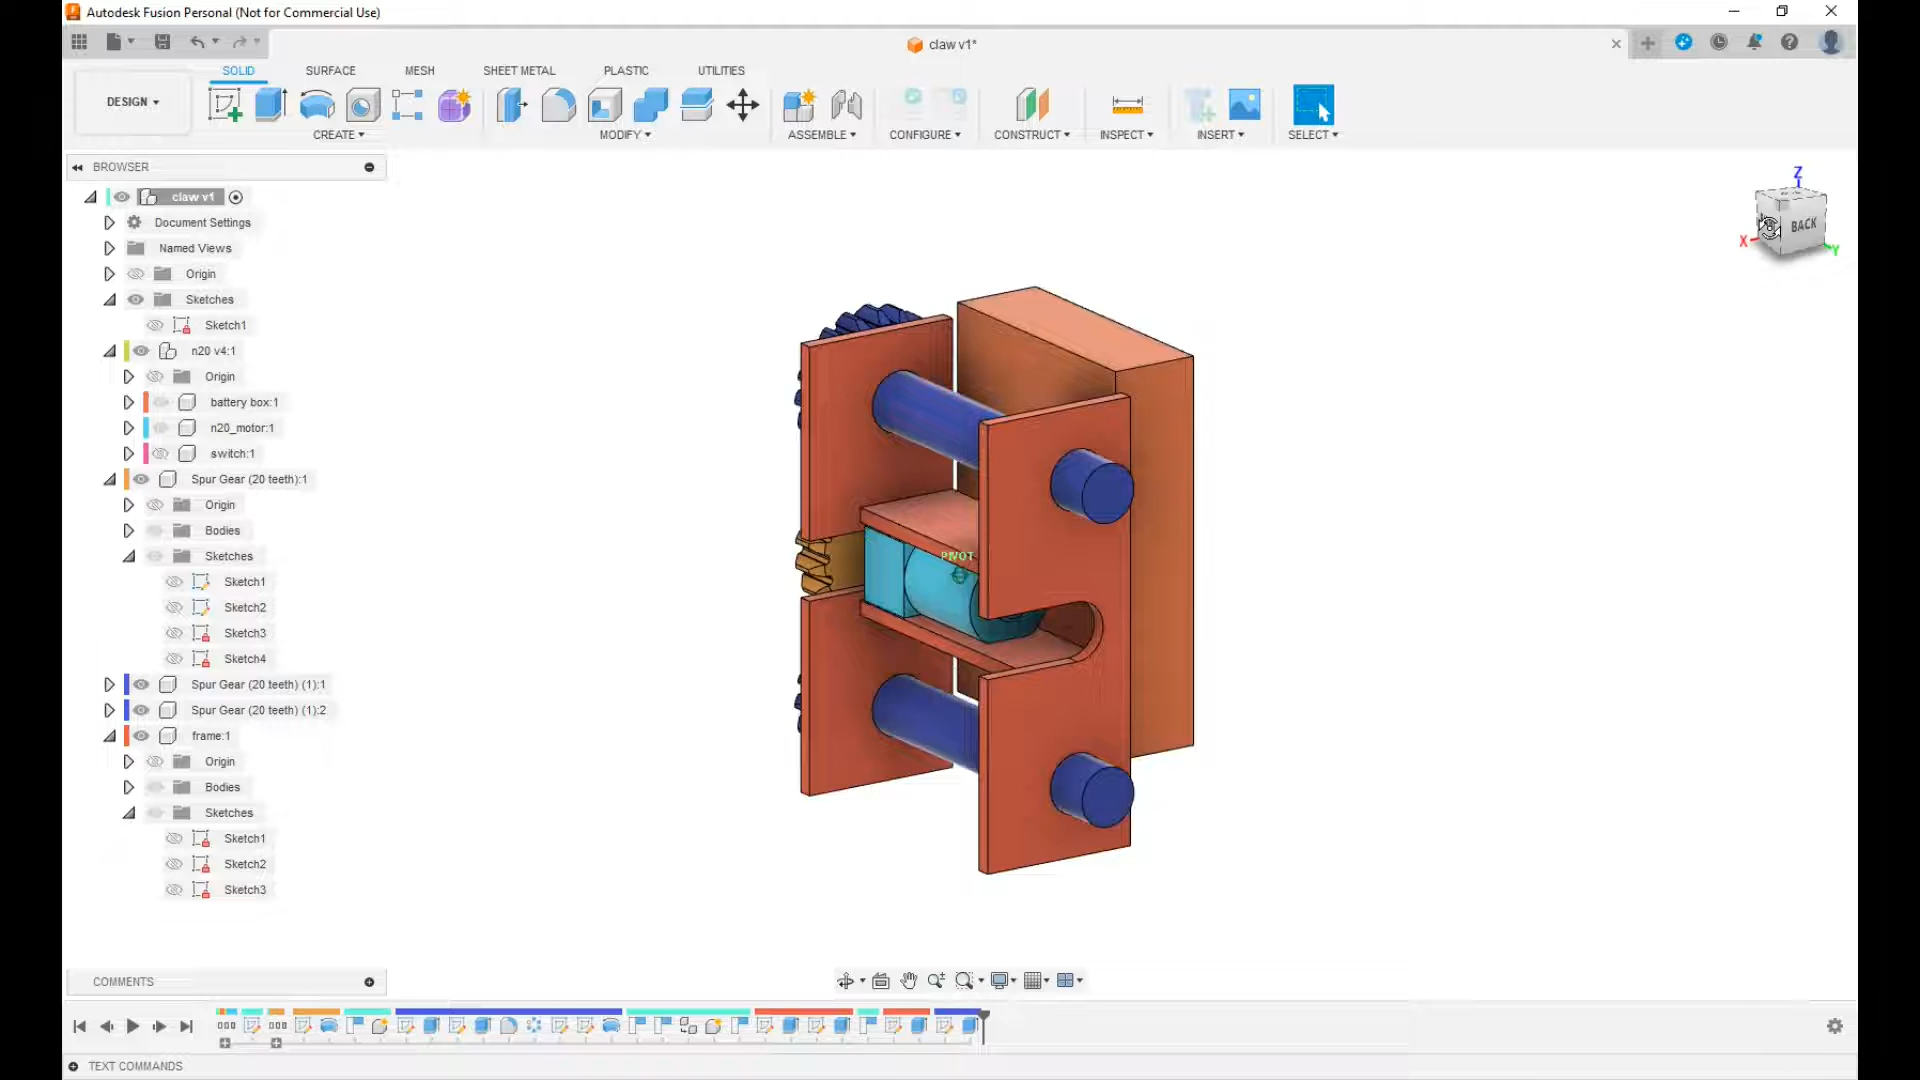 Autodesk Fusion Personal (Not for Commercial Use)
claw v1*
SOLID
SURFACE
MESH
SHEET METAL
PLASTIC
UTILITIES
DESIGN
CREATE
MODIFY
ASSEMBLE
CONFIGURE
CONSTRUCT
INSPECT
INSERT
SELECT
BROWSER
claw v1
Document Settings
Named Views
Origin
Sketches
Sketch1
n20 v4:1
Origin
battery box:1
n20_motor:1
switch:1
Spur Gear (20 teeth):1
Origin
Bodies
Sketches
Sketch1
Sketch2
Sketch3
Sketch4
Spur Gear (20 teeth) (1):1
Spur Gear (20 teeth) (1):2
frame:1
Origin
Bodies
Sketches
Sketch1
Sketch2
Sketch3
Z
BACK
X
Y
PIVOT
COMMENTS
TEXT COMMANDS